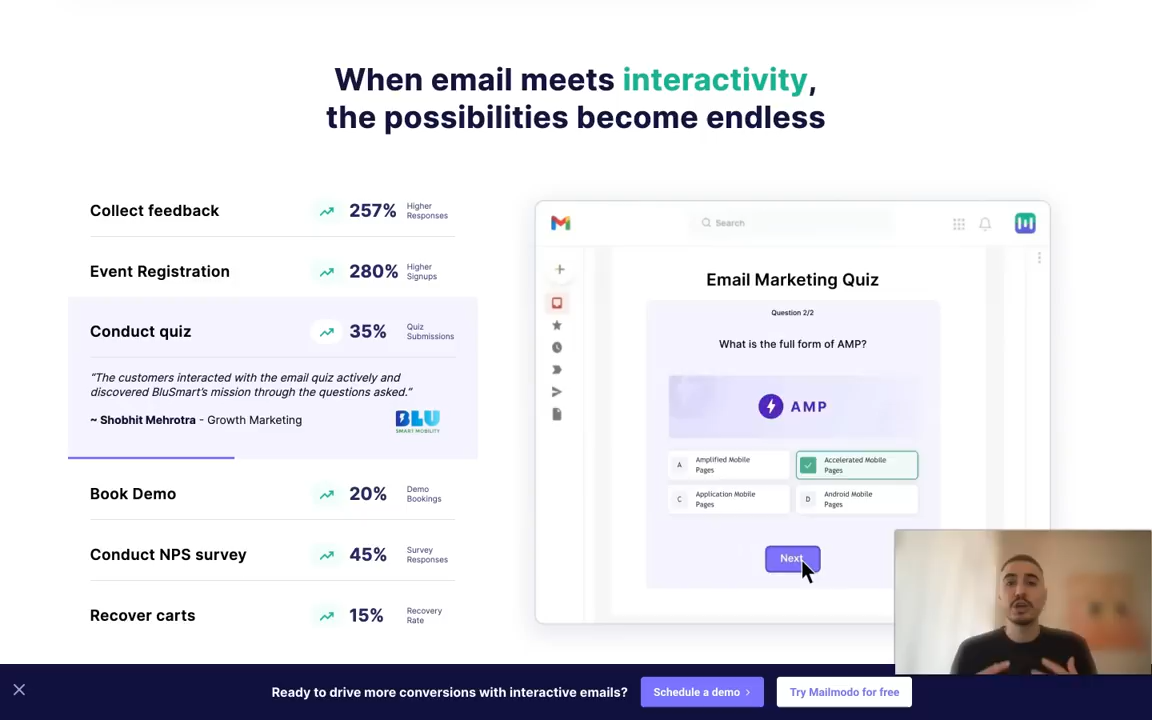 When email meets interactivity,
the possibilities become endless
Collect feedback
257%
Higher
Responses
Event Registration
280%
Higher
Signups
Conduct quiz
35%
Quiz
Submissions
“The customers interacted with the email quiz actively and
discovered BluSmart’s mission through the questions asked.”
~ Shobhit Mehrotra - Growth Marketing
BLU
SMART MOBILITY
Book Demo
20%
Demo
Bookings
Conduct NPS survey
45%
Survey
Responses
Recover carts
15%
Recovery
Rate
Search
Email Marketing Quiz
Question 2/2
What is the full form of AMP?
AMP
A
Amplified Mobile
Pages
Accelerated Mobile
Pages
C
Application Mobile
Pages
D
Android Mobile
Pages
Next
Ready to drive more conversions with interactive emails?
Schedule a demo
Try Mailmodo for free